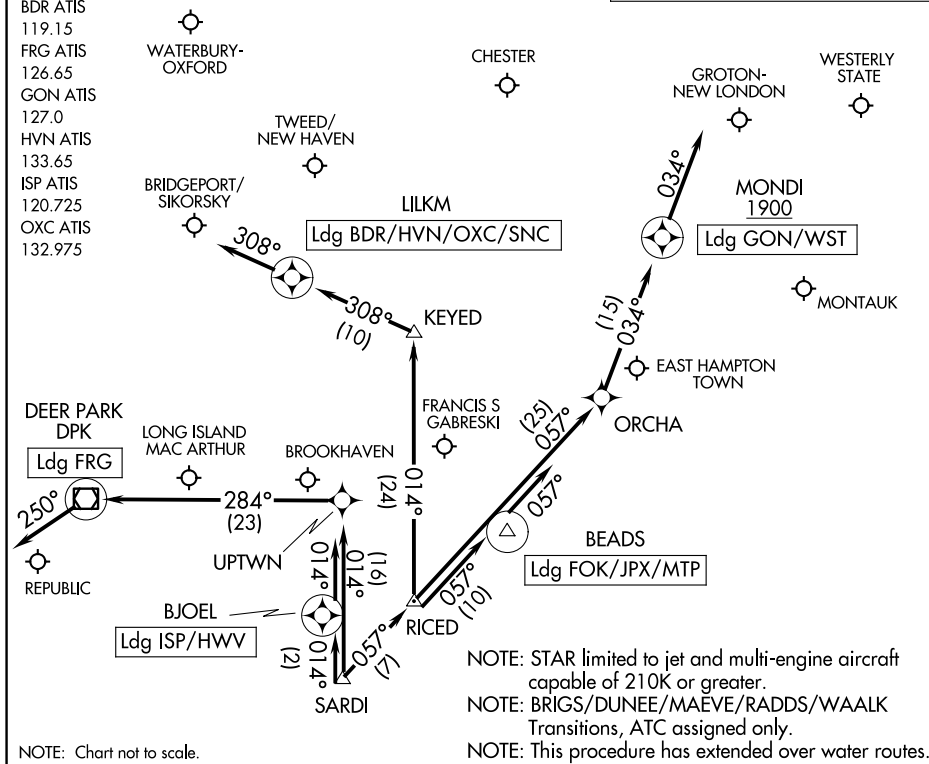 BDR ATIS
119.15
FRG ATIS
126.65
GON ATIS
127.0
HVN ATIS
133.65
ISP ATIS
120.725
OXC ATIS
132.975
WATERBURY-
OXFORD
CHESTER
GROTON-
NEW LONDON
WESTERLY
STATE
TWEED/
NEW HAVEN
BRIDGEPORT/
SIKORSKY
LILKM
Ldg BDR/HVN/OXC/SNC
034°
MONDI
1900
Ldg GON/WST
308°
308°
(10)
KEYED
(15)
034°
MONTAUK
EAST HAMPTON
TOWN
ORCHA
FRANCIS S
GABRESKI
(25)
057°
DEER PARK
DPK
Ldg FRG
LONG ISLAND
MAC ARTHUR
BROOKHAVEN
014°
(24)
250°
284°
(23)
057°
UPTWN
REPUBLIC
014°
014°
(16)
BEADS
Ldg FOK/JPX/MTP
057°
(10)
BJOEL
Ldg ISP/HWV
RICED
014°
(2)
057°
(7)
SARDI
NOTE: STAR limited to jet and multi-engine aircraft
capable of 210K or greater.
NOTE: BRIGS/DUNEE/MAEVE/RADDS/WAALK
Transitions, ATC assigned only.
NOTE: This procedure has extended over water routes.
NOTE: Chart not to scale.